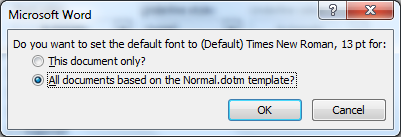 Microsoft Word
Do you want to set the default font to (Default) Times New Roman, 13 pt for:
This document only?
All documents based on the Normal.dotm template?
OK Cancel